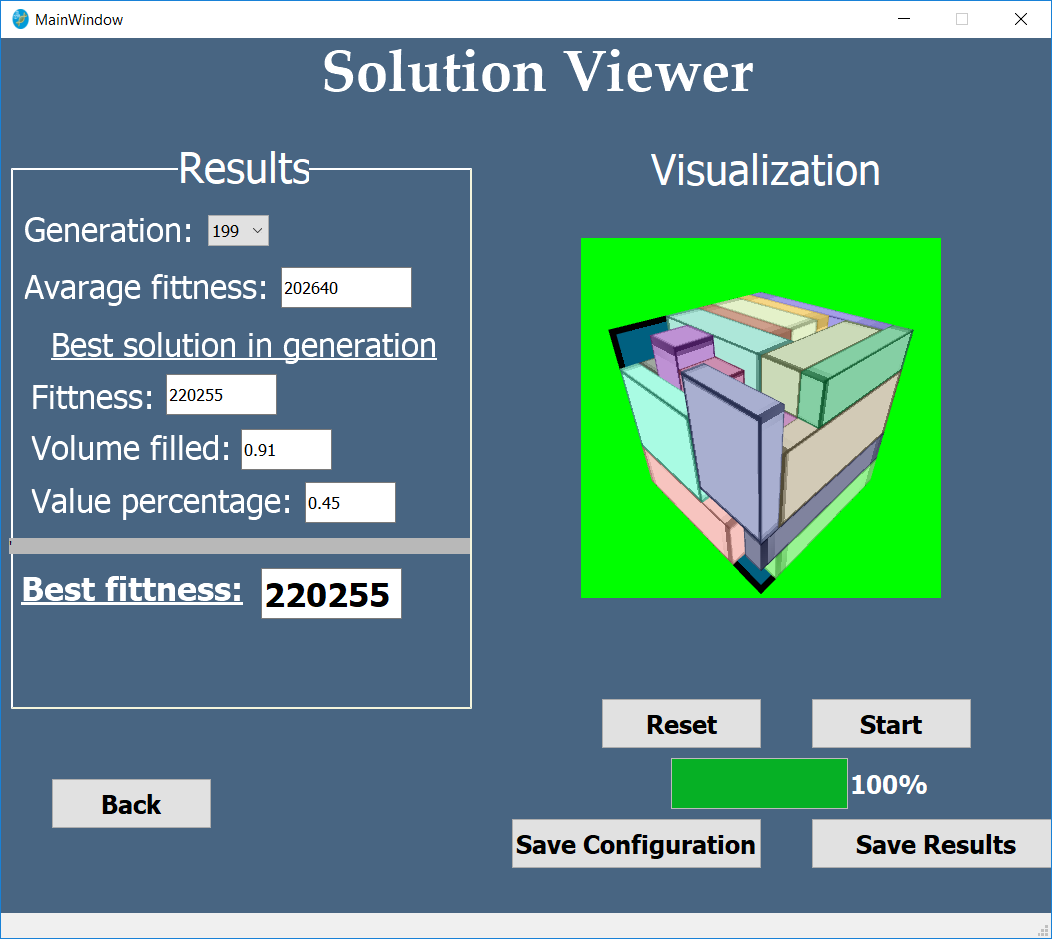 MainWindow
Solution Viewer
Results
Generation: 199
Avarage fittness: 202640
Best solution in generation
Fittness: 220255
Volume filled: 0.91
Value percentage: 0.45
Best fittness: 220255
Visualization
Reset
Start
100%
Back
Save Configuration
Save Results